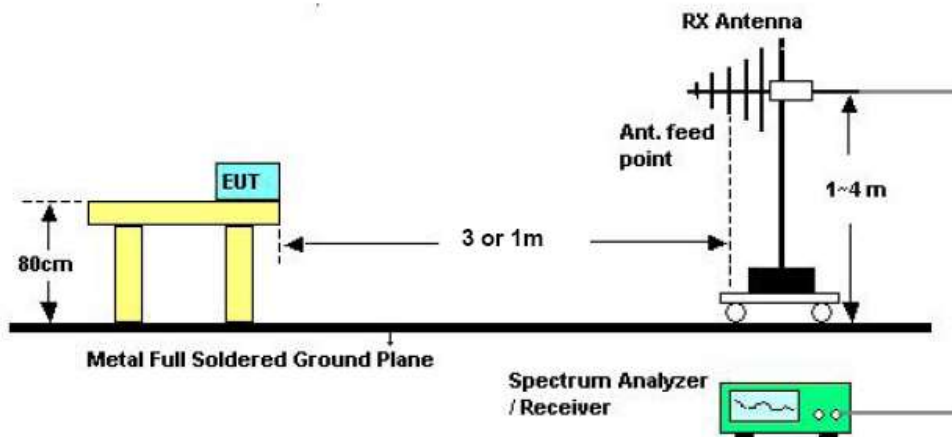 RX Antenna
Ant. feed
point
EUT
1~4 m
3 or 1m
80cm
Metal Full Soldered Ground Plane
Spectrum Analyzer
/ Receiver